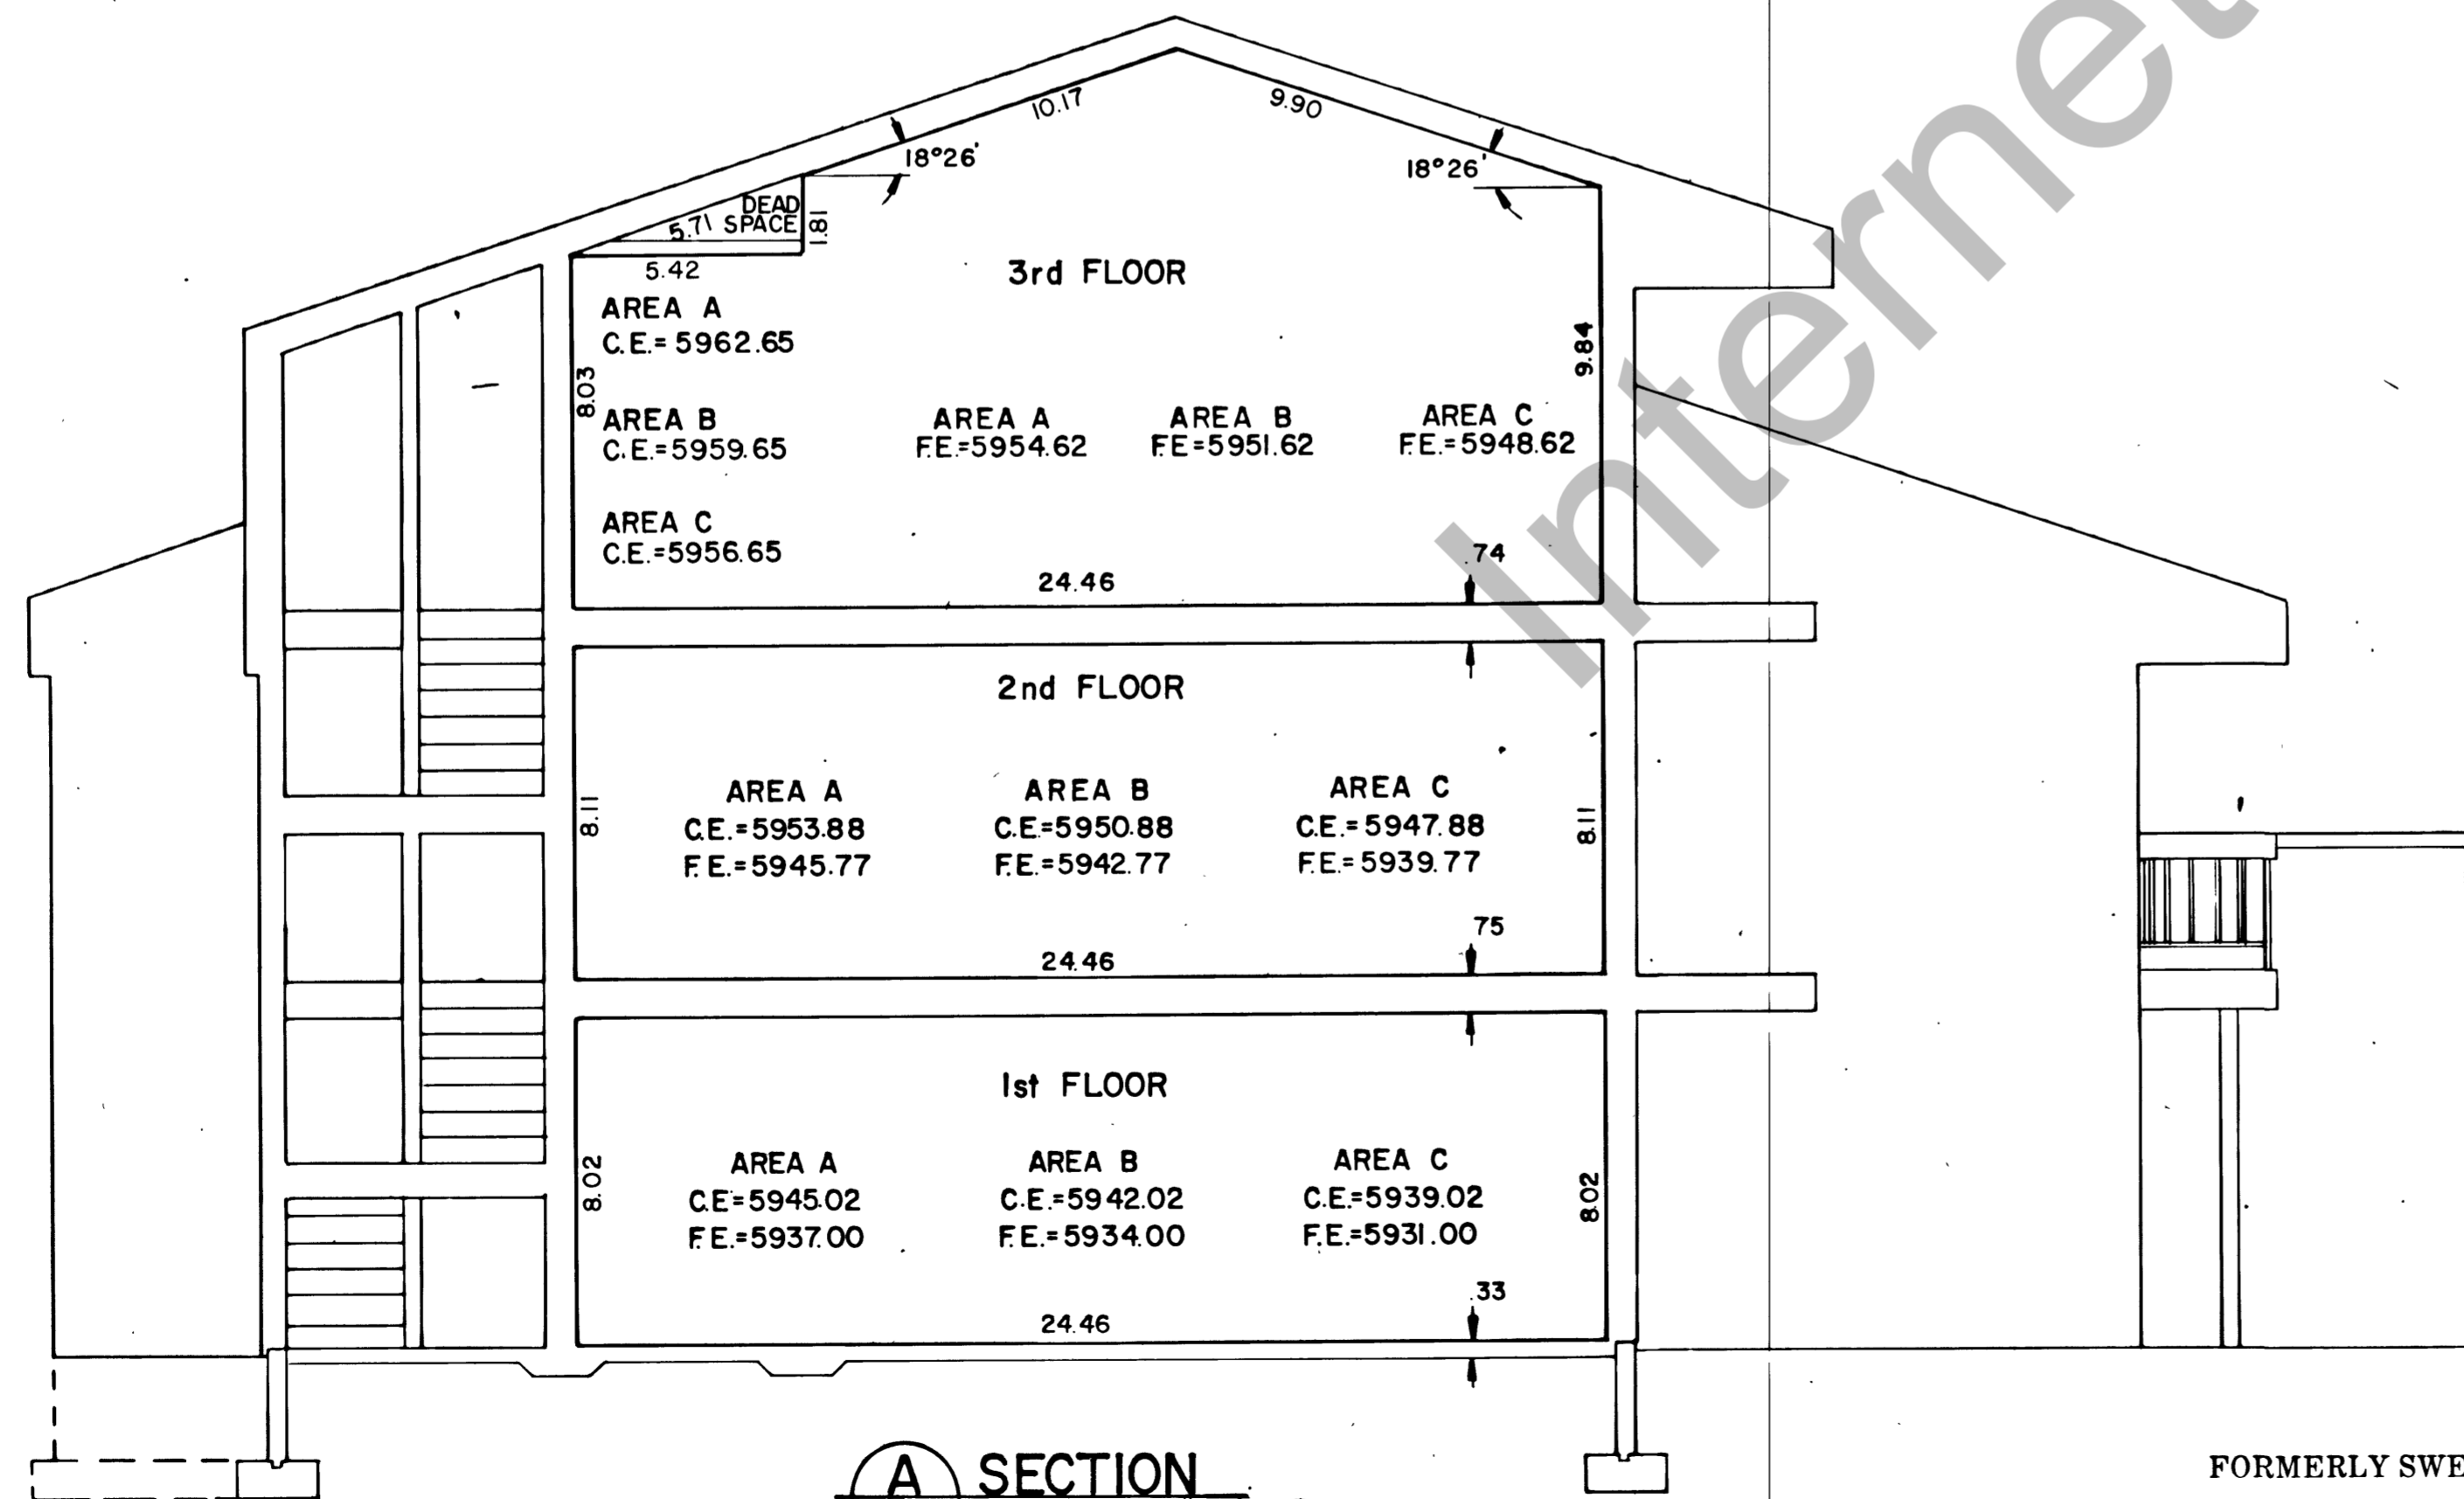 10.17
9.90
18°26'
18°26'
DEAD
SPACE
5.71
1.81
5.42
3rd FLOOR
AREA A
C.E.=5962.65
8.03
9.84
AREA B
C.E.=5959.65
AREA A
F.E.=5954.62
AREA B
F.E=5951.62
AREA C
F.E.=5948.62
AREA C
C.E.=5956.65
.74
24.46
2nd FLOOR
8.11
8.11
AREA A
C.E.=5953.88
F.E.=5945.77
AREA B
C.E=5950.88
F.E.=5942.77
AREA C
C.E.=5947.88
F.E.=5939.77
.75
24.46
1st FLOOR
8.02
8.02
AREA A
C.E=5945.02
F.E.=5937.00
AREA B
C.E.=5942.02
F.E.=5934.00
AREA C
C.E.=5939.02
F.E.=5931.00
.33
24.46
A SECTION
FORMERLY SWE
Internet